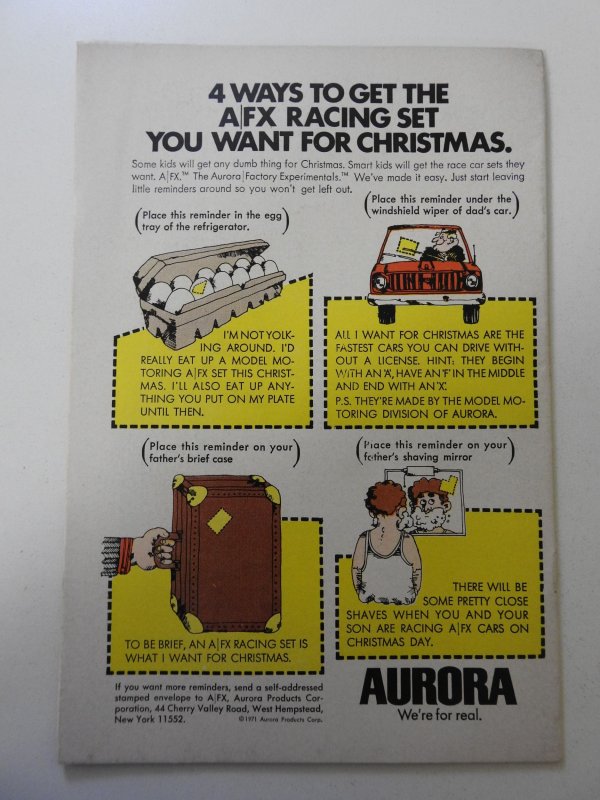 4 WAYS TO GET THE
A|FX RACING SET
YOU WANT FOR CHRISTMAS.
Some kids will get any dumb thing for Christmas. Smart kids will get the race car sets they
want. A|FX.™ The Aurora|Factory Experimentals.™ We've made it easy. Just start leaving
little reminders around so you won't get left out.
(Place this reminder in the egg
tray of the refrigerator.)
I'M NOT YOLK-
ING AROUND. I'D
REALLY EAT UP A MODEL MO-
TORING A|FX SET THIS CHRIST-
MAS. I'LL ALSO EAT UP ANY-
THING YOU PUT ON MY PLATE
UNTIL THEN.
(Place this reminder under the
windshield wiper of dad's car.)
ALL I WANT FOR CHRISTMAS ARE THE
FASTEST CARS YOU CAN DRIVE WITH-
OUT A LICENSE. HINT: THEY BEGIN
WITH AN 'A', HAVE AN 'F' IN THE MIDDLE
AND END WITH AN 'X'.
P.S. THEY'RE MADE BY THE MODEL MO-
TORING DIVISION OF AURORA.
(Place this reminder on your
father's brief case)
TO BE BRIEF, AN A|FX RACING SET IS
WHAT I WANT FOR CHRISTMAS.
(Place this reminder on your
father's shaving mirror)
THERE WILL BE
SOME PRETTY CLOSE
SHAVES WHEN YOU AND YOUR
SON ARE RACING A|FX CARS ON
CHRISTMAS DAY.
If you want more reminders, send a self-addressed
stamped envelope to A|FX, Aurora Products Cor-
poration, 44 Cherry Valley Road, West Hempstead,
New York 11552. ©1971 Aurora Products Corp.
AURORA
We're for real.